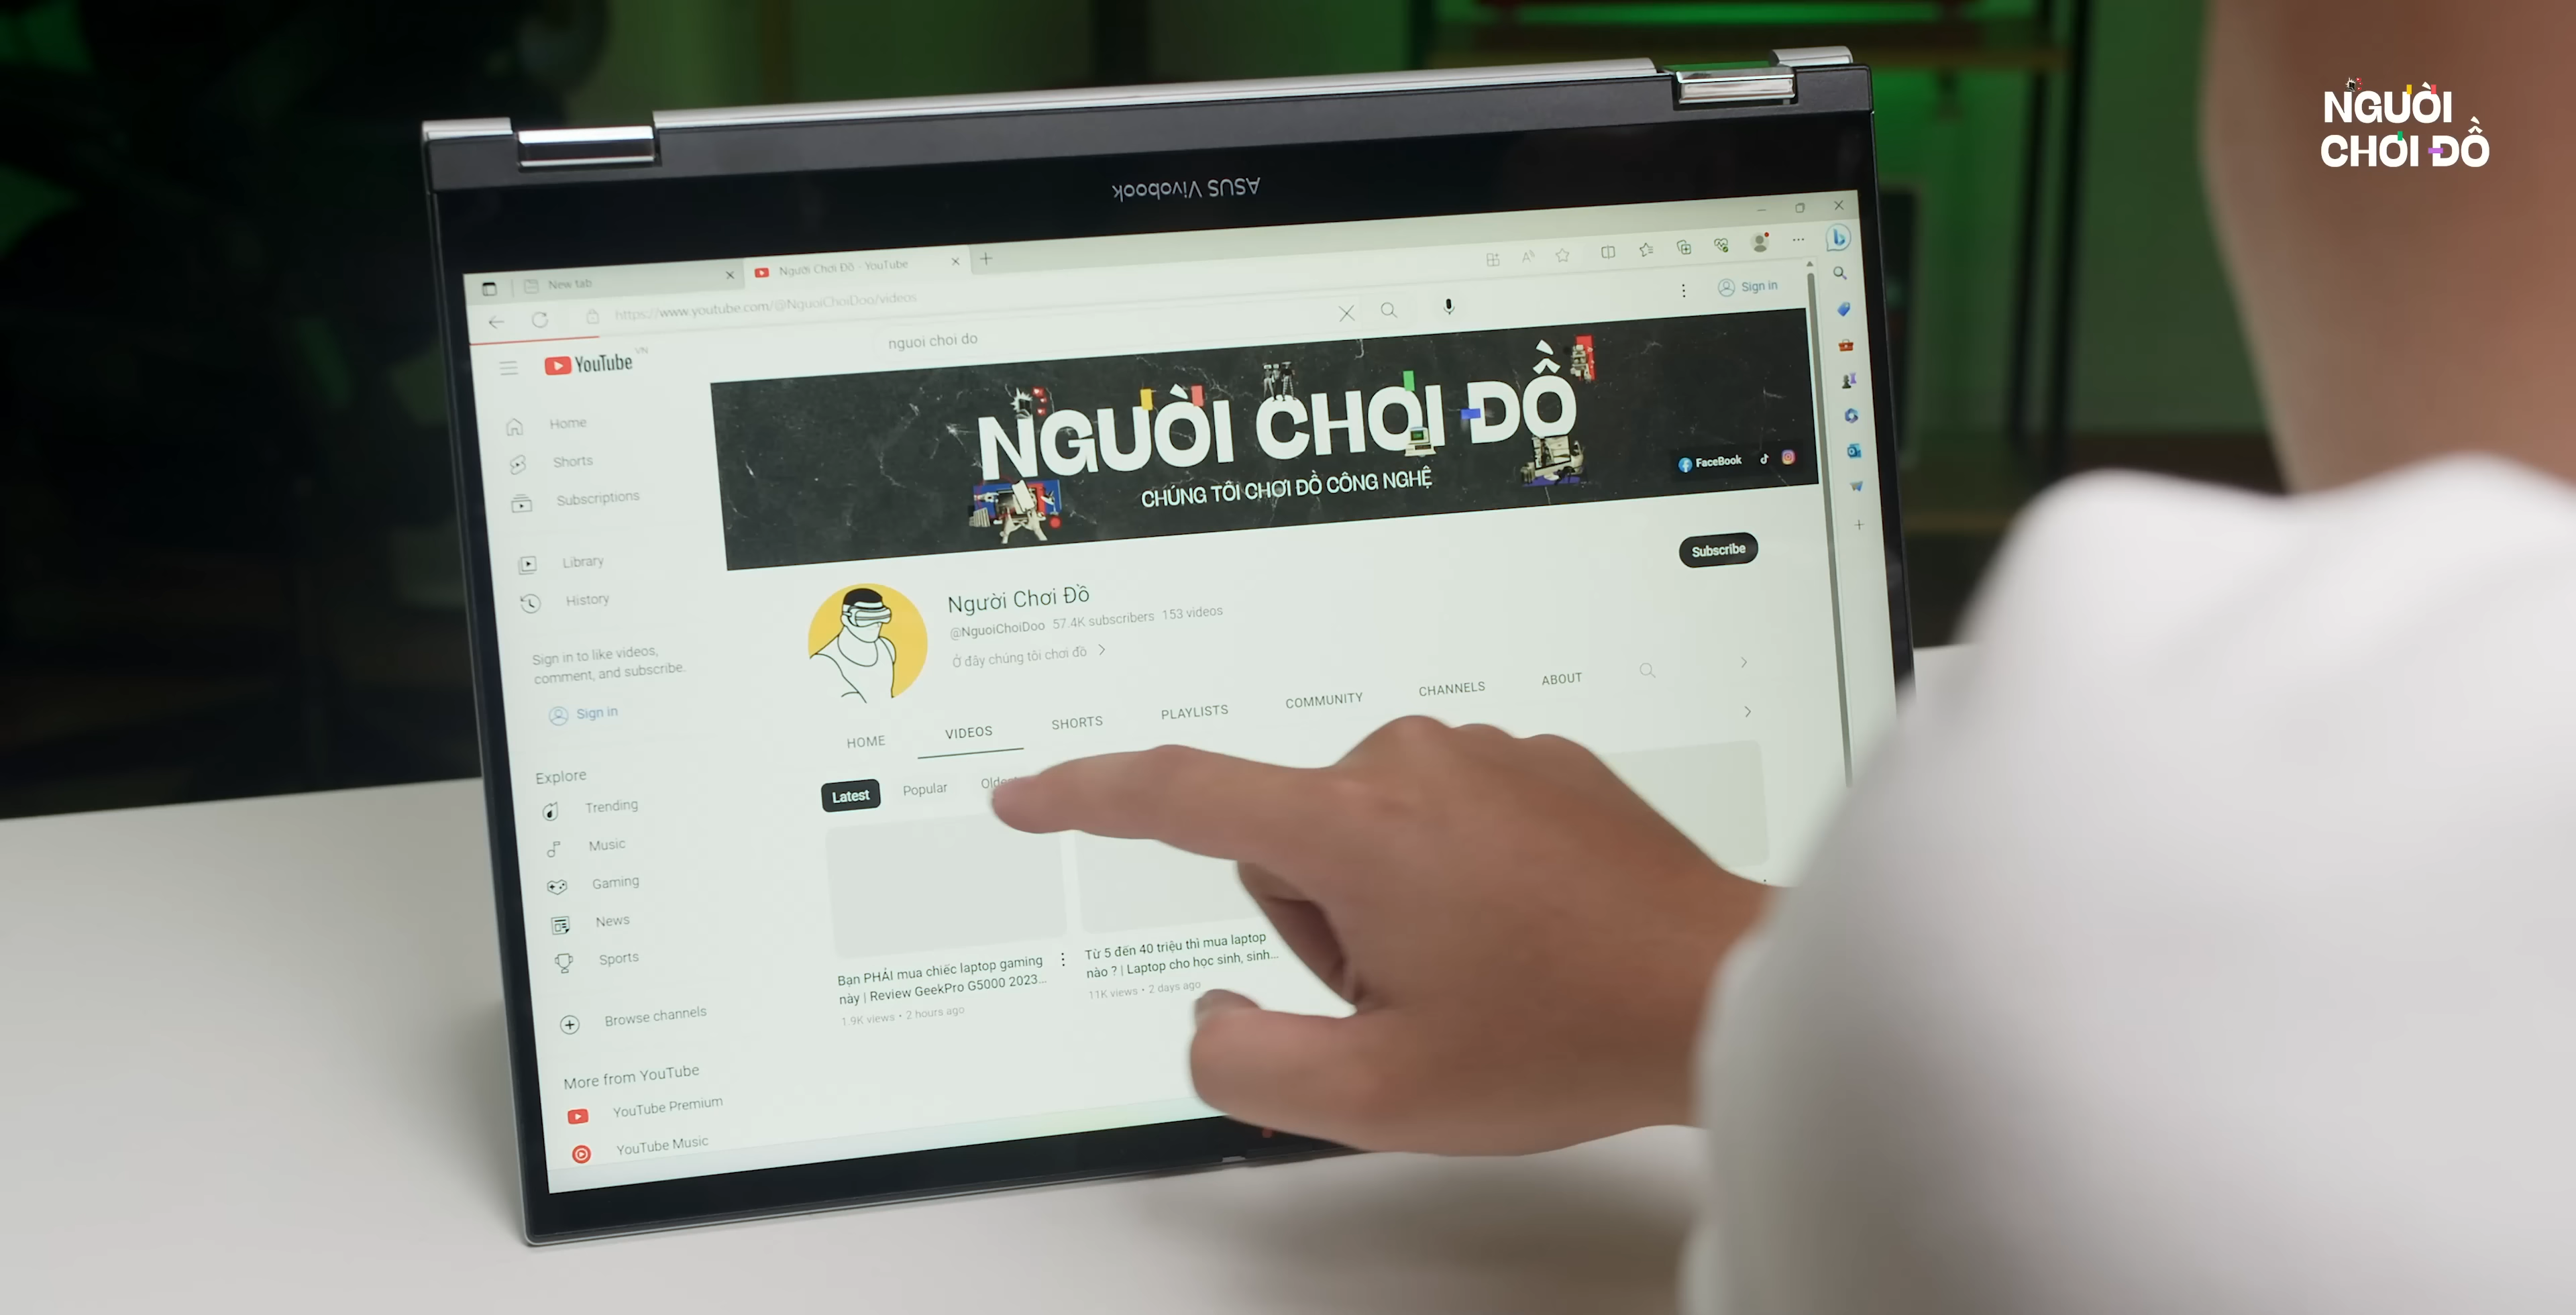 NGƯỜI
CHƠI ĐỒ
ASUS Vivobook
New tab
Người Chơi Đồ - YouTube
https://www.youtube.com/@NguoiChoiDoo/videos
YouTube VN
nguoi choi do
Sign in
NGƯỜI CHƠI ĐỒ
CHÚNG TÔI CHƠI ĐỒ CÔNG NGHỆ
FaceBook
Home
Shorts
Subscriptions
Library
History
Sign in to like videos,
comment, and subscribe.
Sign in
Explore
Trending
Music
Gaming
News
Sports
Browse channels
More from YouTube
YouTube Premium
YouTube Music
Người Chơi Đồ
@NguoiChoiDoo 57.4K subscribers 153 videos
Ở đây chúng tôi chơi đồ
Subscribe
HOME VIDEOS SHORTS PLAYLISTS COMMUNITY CHANNELS ABOUT
Latest Popular
Bạn PHẢI mua chiếc laptop gaming
này | Review GeekPro G5000 2023...
1.9K views • 2 hours ago
Từ 5 đến 40 triệu thì mua laptop
nào ? | Laptop cho học sinh, sinh...
11K views • 2 days ago